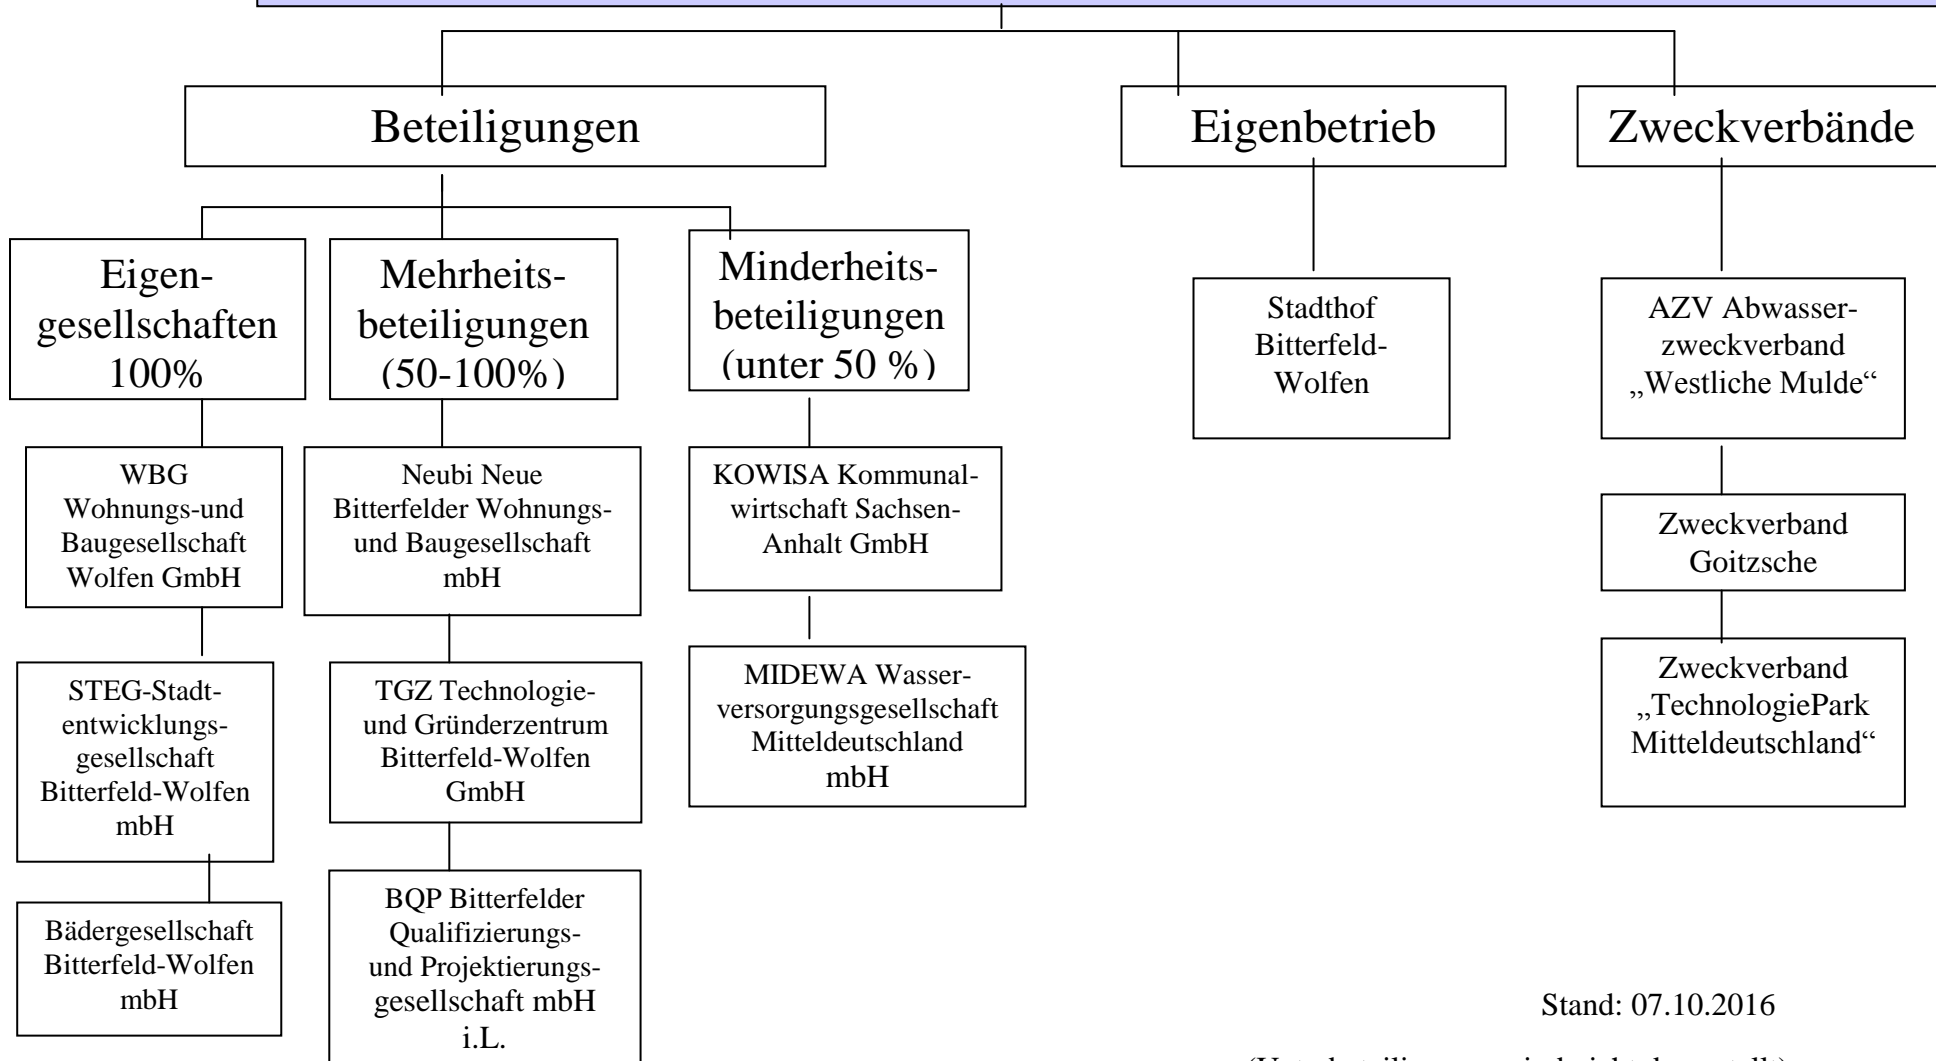 Beteiligungen
Eigenbetrieb
Zweckverbände
Eigen-
gesellschaften
100%
Mehrheits-
beteiligungen
(50-100%)
Minderheits-
beteiligungen
(unter 50 %)
Stadthof
Bitterfeld-
Wolfen
AZV Abwasser-
zweckverband
„Westliche Mulde“
WBG
Wohnungs-und
Baugesellschaft
Wolfen GmbH
Neubi Neue
Bitterfelder Wohnungs-
und Baugesellschaft
mbH
KOWISA Kommunal-
wirtschaft Sachsen-
Anhalt GmbH
Zweckverband
Goitzsche
STEG-Stadt-
entwicklungs-
gesellschaft
Bitterfeld-Wolfen
mbH
TGZ Technologie-
und Gründerzentrum
Bitterfeld-Wolfen
GmbH
MIDEWA Wasser-
versorgungsgesellschaft
Mitteldeutschland
mbH
Zweckverband
„TechnologiePark
Mitteldeutschland“
Bädergesellschaft
Bitterfeld-Wolfen
mbH
BQP Bitterfelder
Qualifizierungs-
und Projektierungs-
gesellschaft mbH
i.L.
Stand: 07.10.2016
(Unterbeteiligungen sind nicht dargestellt)